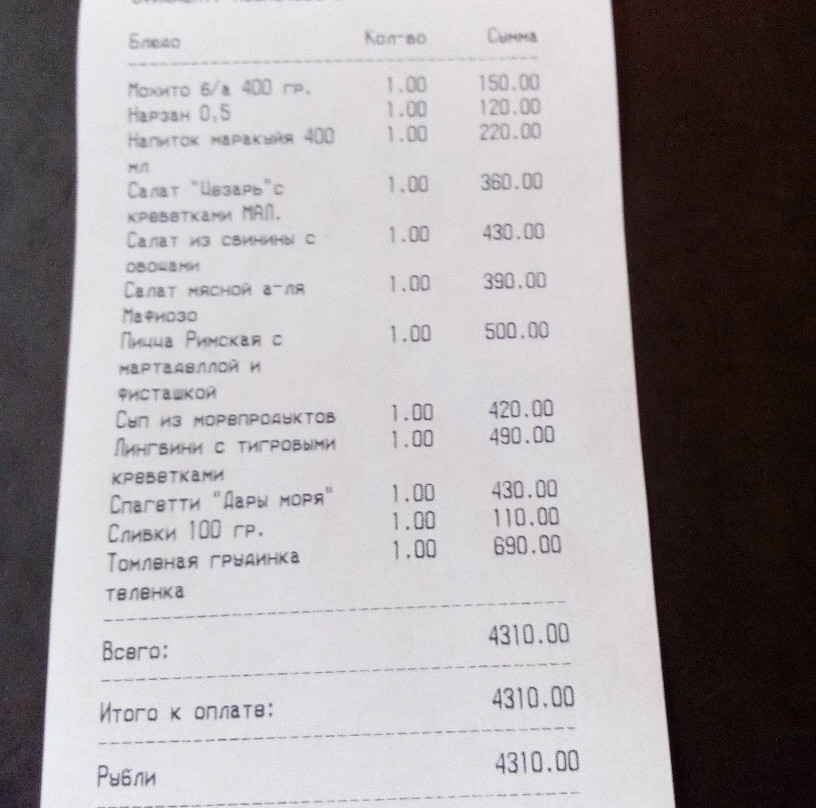 Блюдо Кол-во Сумма
Мохито б/а 400 гр. 1.00 150.00
Нарзан 0,5 1.00 120.00
Напиток маракуйя 400 1.00 220.00
мл
Салат "Цезарь"с 1.00 360.00
креветками МАЛ.
Салат из свинины с 1.00 430.00
овощами
Салат мясной а-ля 1.00 390.00
Мафиозо
Пицца Римская с 1.00 500.00
мартаделлой и
фисташкой
Суп из морепродуктов 1.00 420.00
Лингвини с тигровыми 1.00 490.00
креветками
Спагетти "Дары моря" 1.00 430.00
Сливки 100 гр. 1.00 110.00
Томленая грудинка 1.00 690.00
теленка
Всего: 4310.00
Итого к оплате: 4310.00
Рубли 4310.00